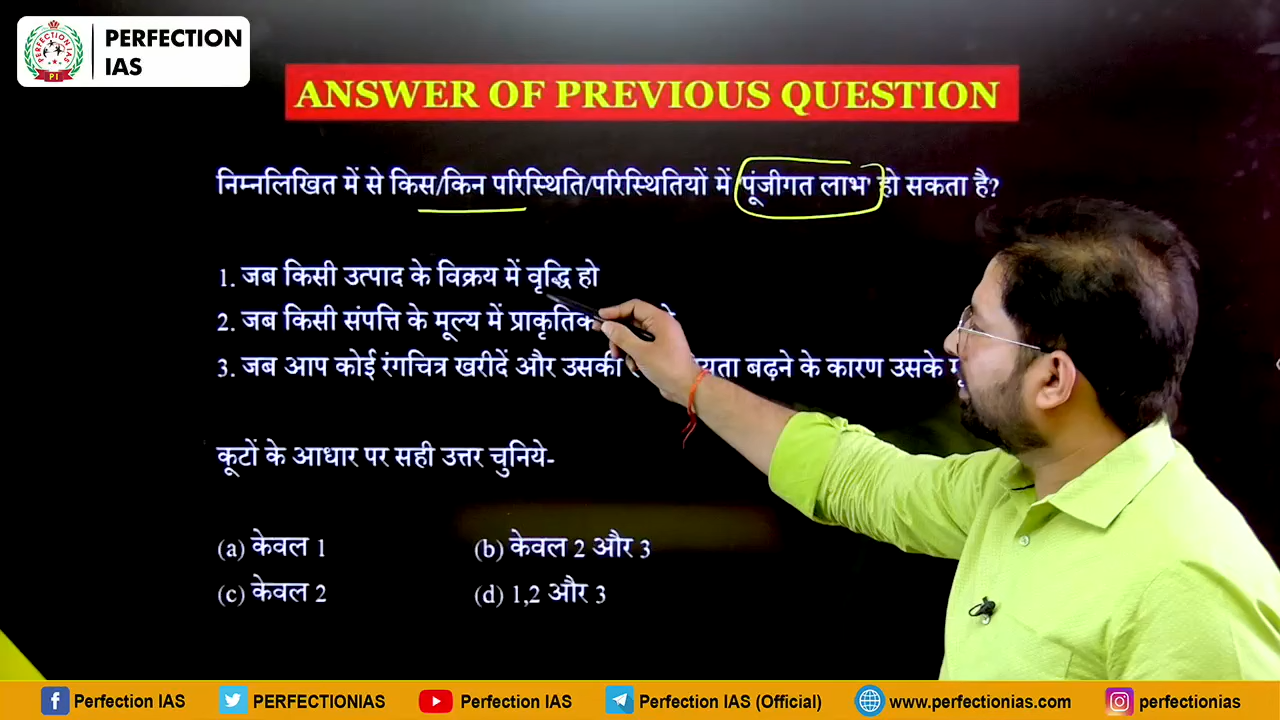 PERFECTION
IAS
PERFECTION IAS
PI
ANSWER OF PREVIOUS QUESTION
निम्नलिखित में से किस/किन परिस्थिति/परिस्थितियों में 'पूंजीगत लाभ' हो सकता है?
1. जब किसी उत्पाद के विक्रय में वृद्धि हो
2. जब किसी संपत्ति के मूल्य में प्राकृतिक
3. जब आप कोई रंगचित्र खरीदें और उसकी बढ़ने के कारण उसके
कूटों के आधार पर सही उत्तर चुनिये-
(a) केवल 1 (b) केवल 2 और 3
(c) केवल 2 (d) 1,2 और 3
Perfection IAS PERFECTIONIAS Perfection IAS Perfection IAS (Official) www.perfectionias.com perfectionias